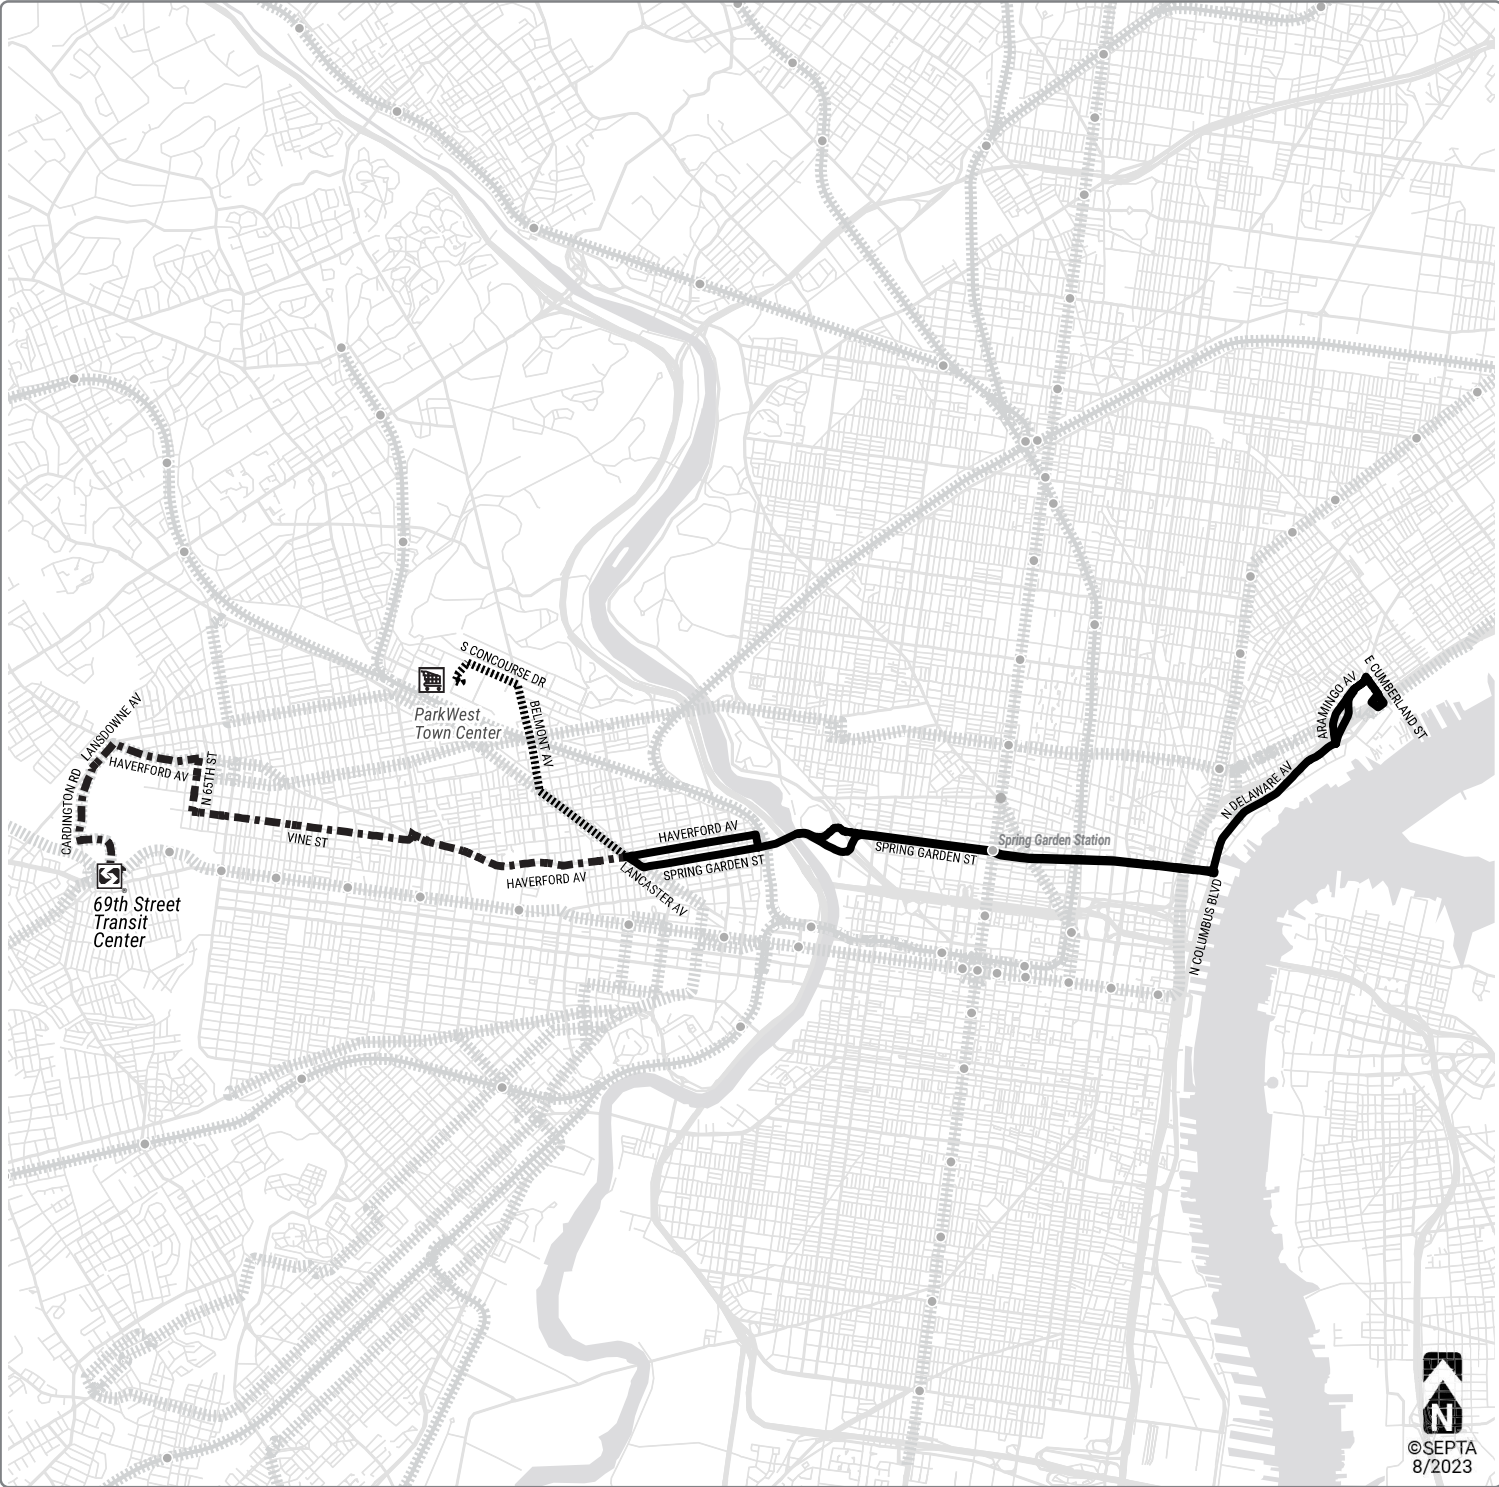 S CONCOURSE DR
ParkWest
Town Center
BELMONT AV
LANSDOWNE AV
HAVERFORD AV
N 65TH ST
CARDINGTON RD
VINE ST
69th Street
Transit
Center
HAVERFORD AV
LANCASTER AV
HAVERFORD AV
SPRING GARDEN ST
SPRING GARDEN ST
Spring Garden Station
N COLUMBUS BLVD
N DELAWARE AV
ARAMINGO AV
E CUMBERLAND ST
N
©SEPTA
8/2023